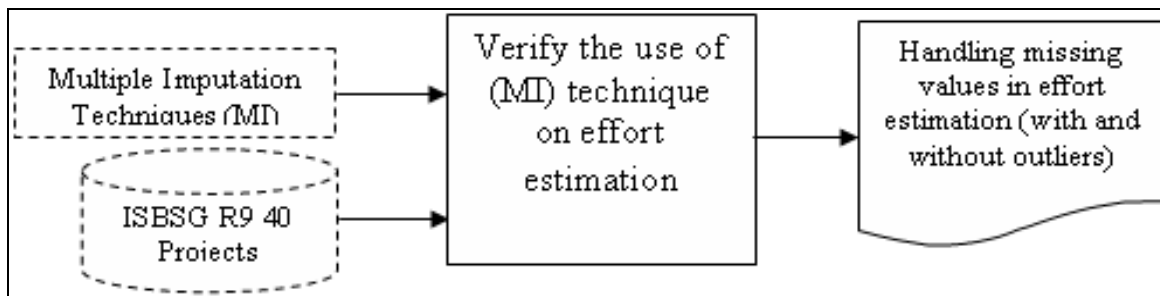 Multiple Imputation
Techniques (MI)
ISBSG R9 40
Projects
Verify the use of
(MI) technique
on effort
estimation
Handling missing
values in effort
estimation (with and
without outliers)